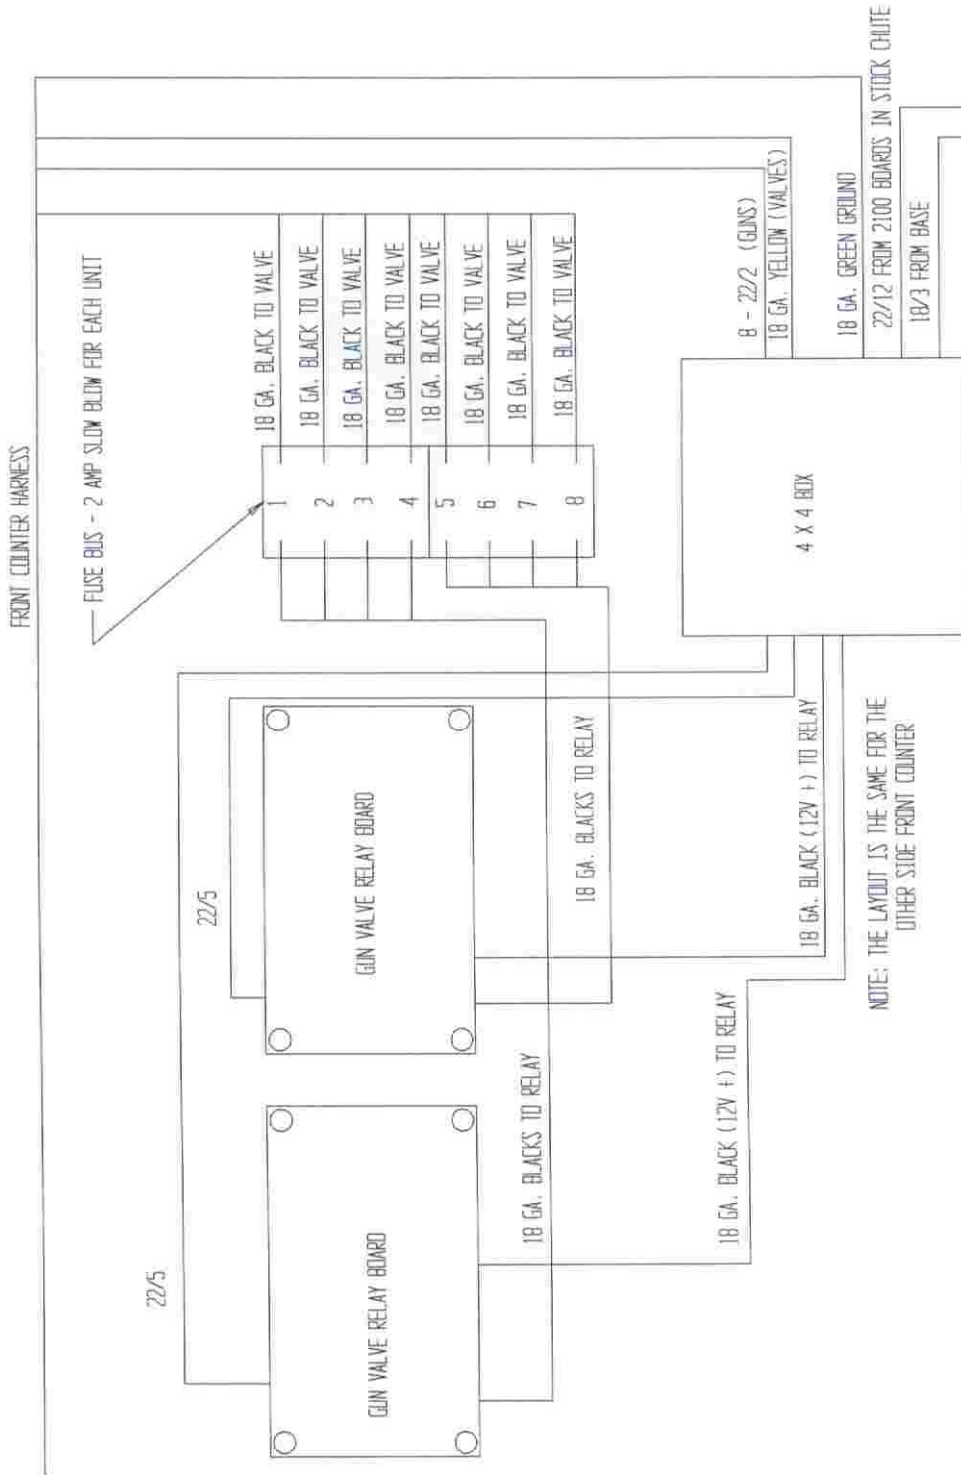 FRONT COUNTER HARNESS
FUSE BUS - 2 AMP SLOW BLOW FOR EACH UNIT
18 GA. BLACK TO VALVE
18 GA. BLACK TO VALVE
18 GA. BLACK TO VALVE
18 GA. BLACK TO VALVE
18 GA. BLACK TO VALVE
18 GA. BLACK TO VALVE
18 GA. BLACK TO VALVE
18 GA. BLACK TO VALVE
1
2
3
4
5
6
7
8
8 - 22/2 (GUNS)
18 GA. YELLOW (VALVES)
18 GA. GREEN GROUND
22/12 FROM 2100 BOARDS IN STOCK CHUTE
18/3 FROM BASE
4 X 4 BOX
22/5
GUN VALVE RELAY BOARD
18 GA. BLACKS TO RELAY
18 GA. BLACK (12V +) TO RELAY
NOTE: THE LAYOUT IS THE SAME FOR THE
OTHER SIDE FRONT COUNTER
22/5
GUN VALVE RELAY BOARD
18 GA. BLACKS TO RELAY
18 GA. BLACK (12V +) TO RELAY